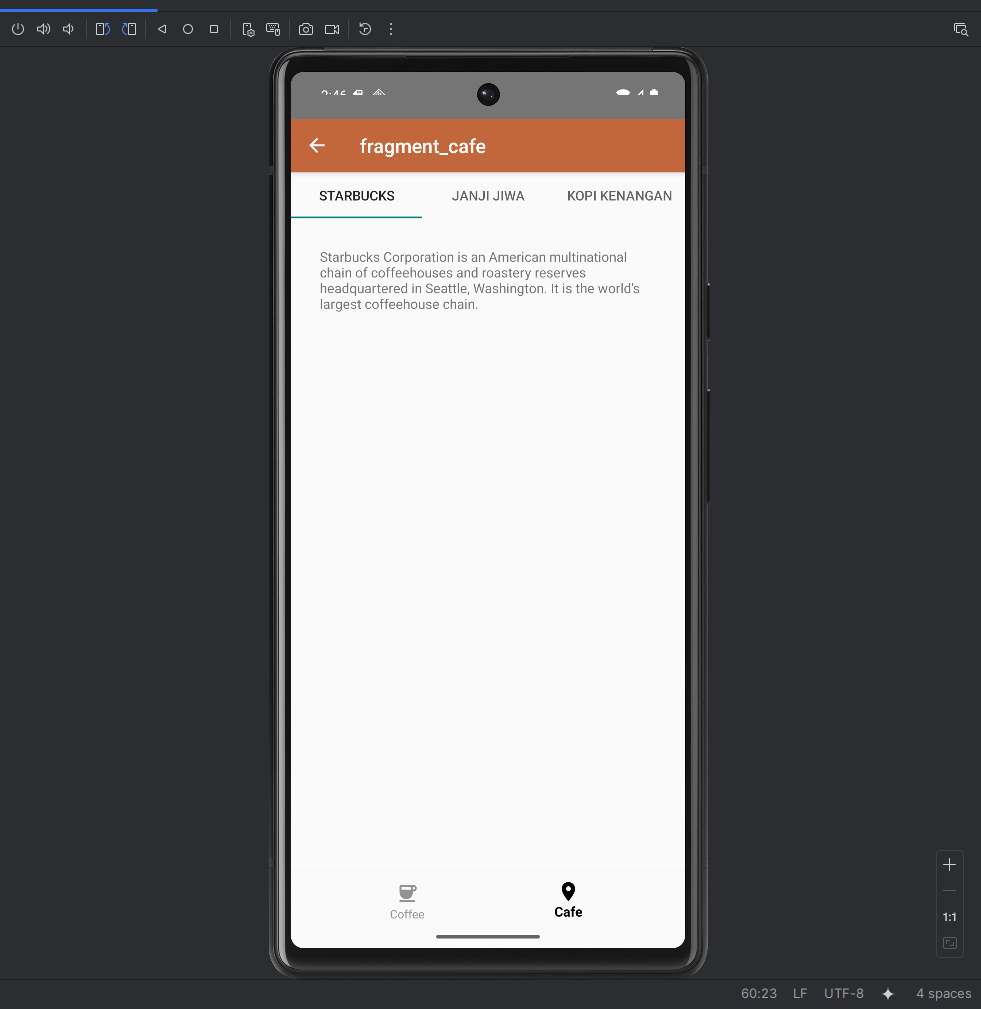 fragment_cafe
STARBUCKS JANJI JIWA KOPI KENANGAN
Starbucks Corporation is an American multinational
chain of coffeehouses and roastery reserves
headquartered in Seattle, Washington. It is the world's
largest coffeehouse chain.
Coffee Cafe
1:1
60:23 LF UTF-8 4 spaces